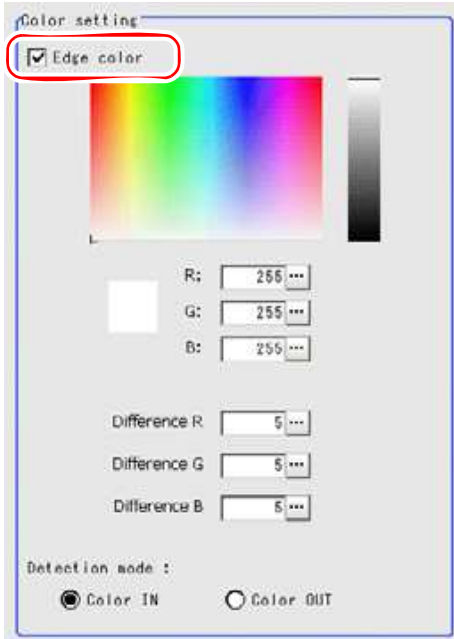 Color setting
Edge color
R: 255 ...
G: 255 ...
B: 255 ...
Difference R 5 ...
Difference G 5 ...
Difference B 5 ...
Detection mode :
Color IN Color OUT